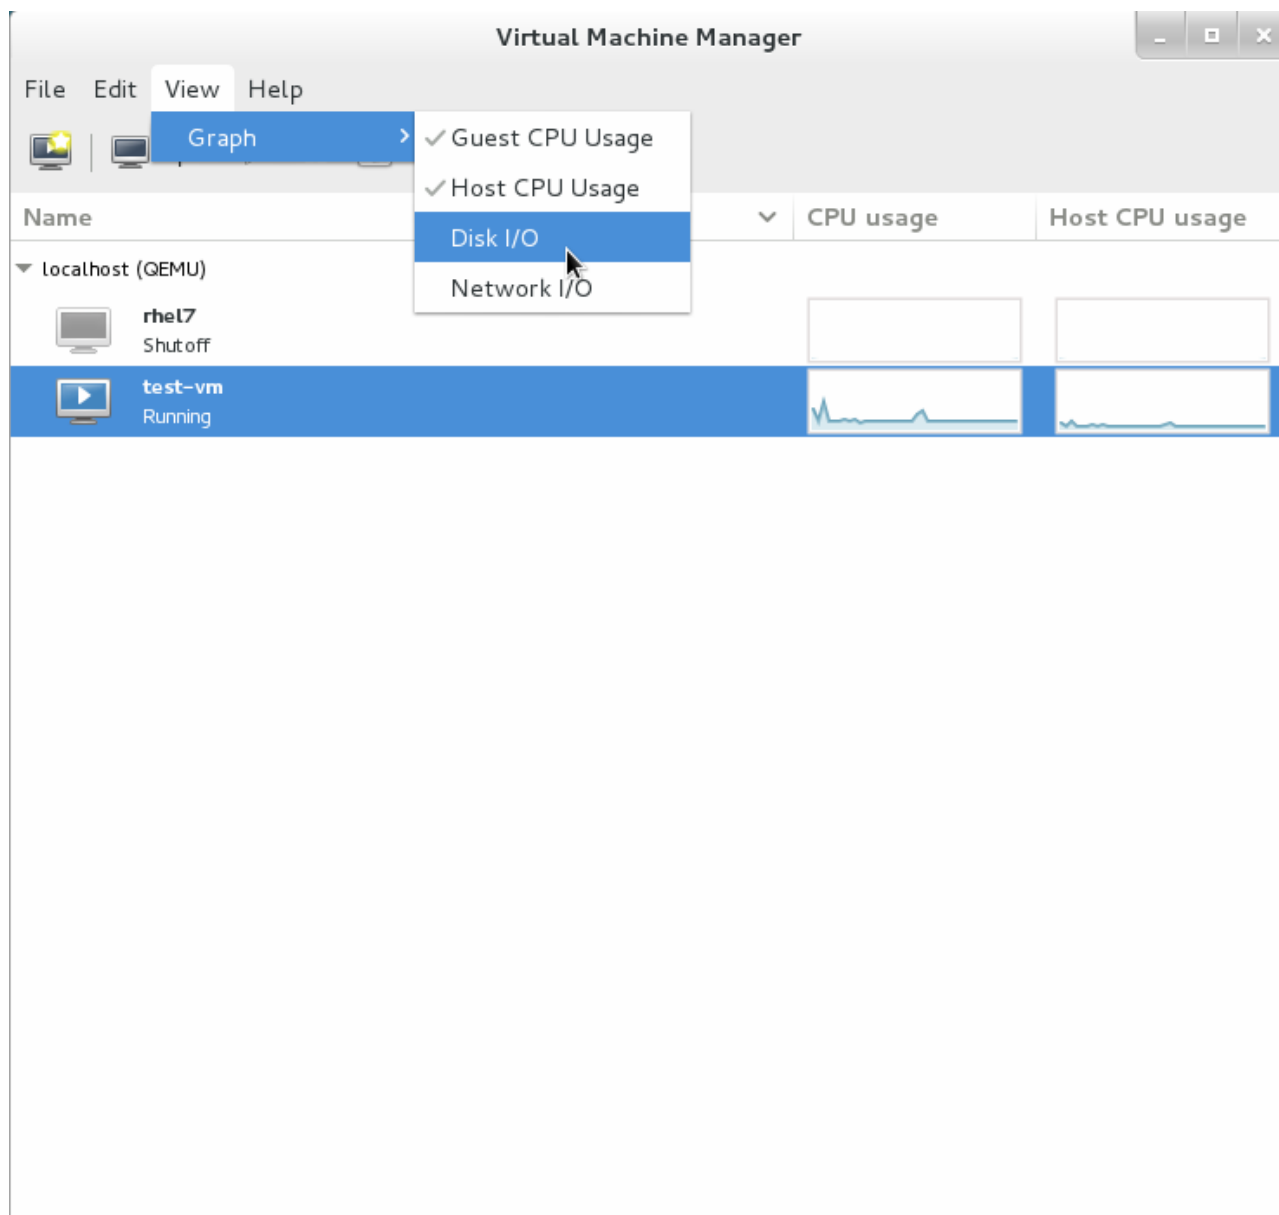 Virtual Machine Manager
File Edit View Help
Graph
Guest CPU Usage
Host CPU Usage
Disk I/O
Network I/O
Name CPU usage Host CPU usage
localhost (QEMU)
rhel7
Shutoff
test-vm
Running